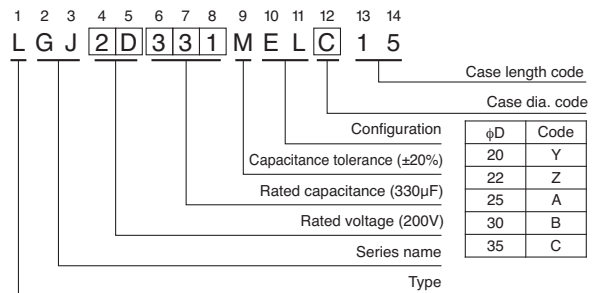 1 2 3 4 5 6 7 8 9 10 11 12 13 14
L G J 2 D 3 3 1 M E L C 1 5
Case length code
Case dia. code
Configuration
Capacitance tolerance (±20%)
Rated capacitance (330µF)
Rated voltage (200V)
Series name
Type
ϕD Code
20 Y
22 Z
25 A
30 B
35 C